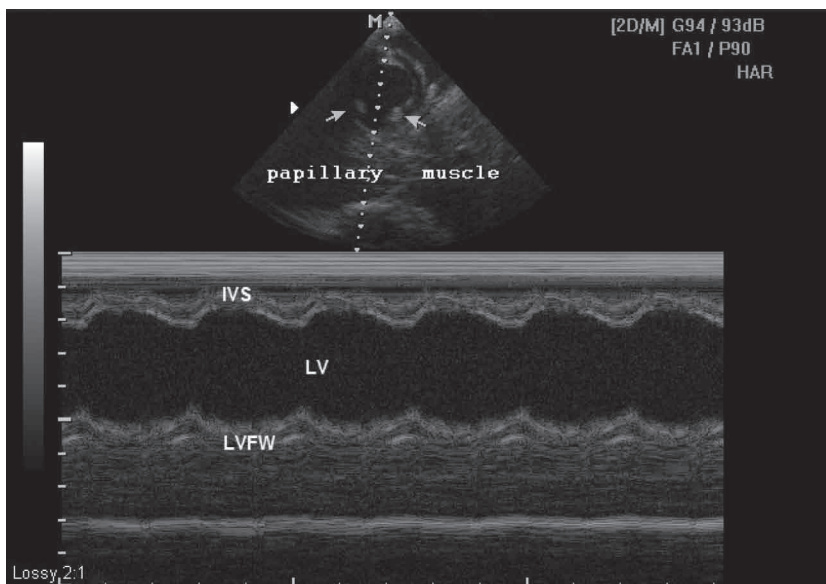 M
[2D/M] G94 / 93dB
FA1 / P90
HAR
papillary muscle
IVS
LV
LVFW
Lossy 2:1